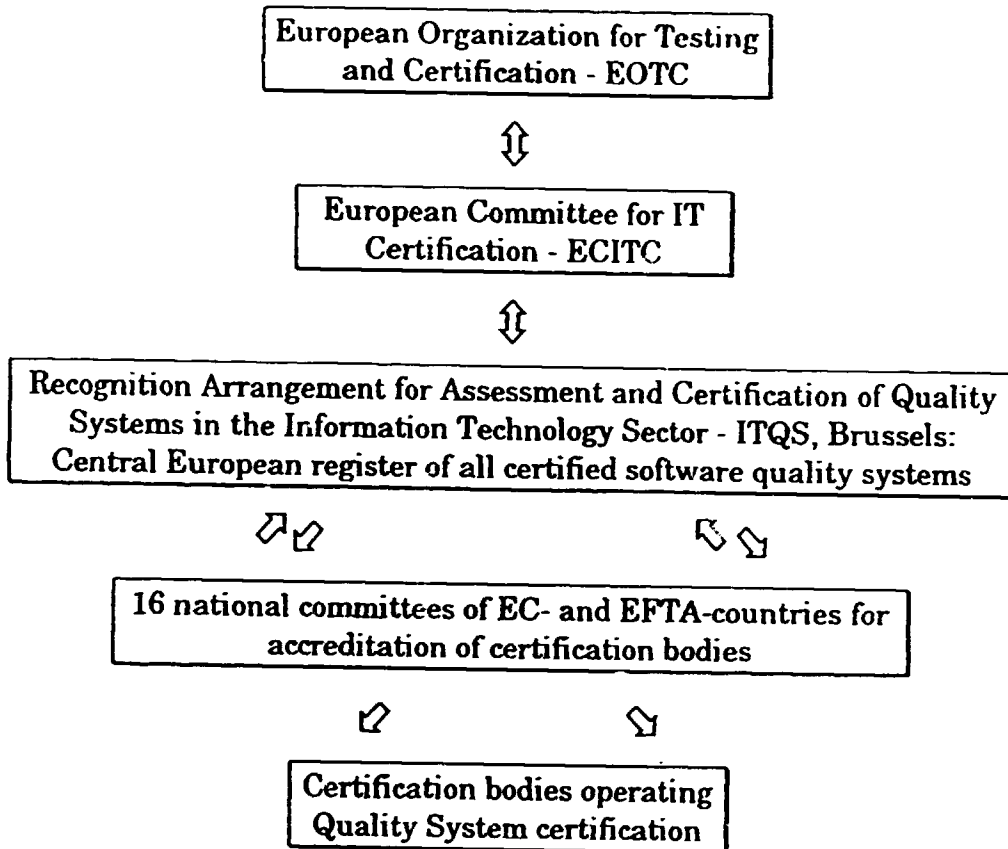 European Organization for Testing
and Certification - EOTC
European Committee for IT
Certification - ECITC
Recognition Arrangement for Assessment and Certification of Quality
Systems in the Information Technology Sector - ITQS, Brussels:
Central European register of all certified software quality systems
16 national committees of EC- and EFTA-countries for
accreditation of certification bodies
Certification bodies operating
Quality System certification